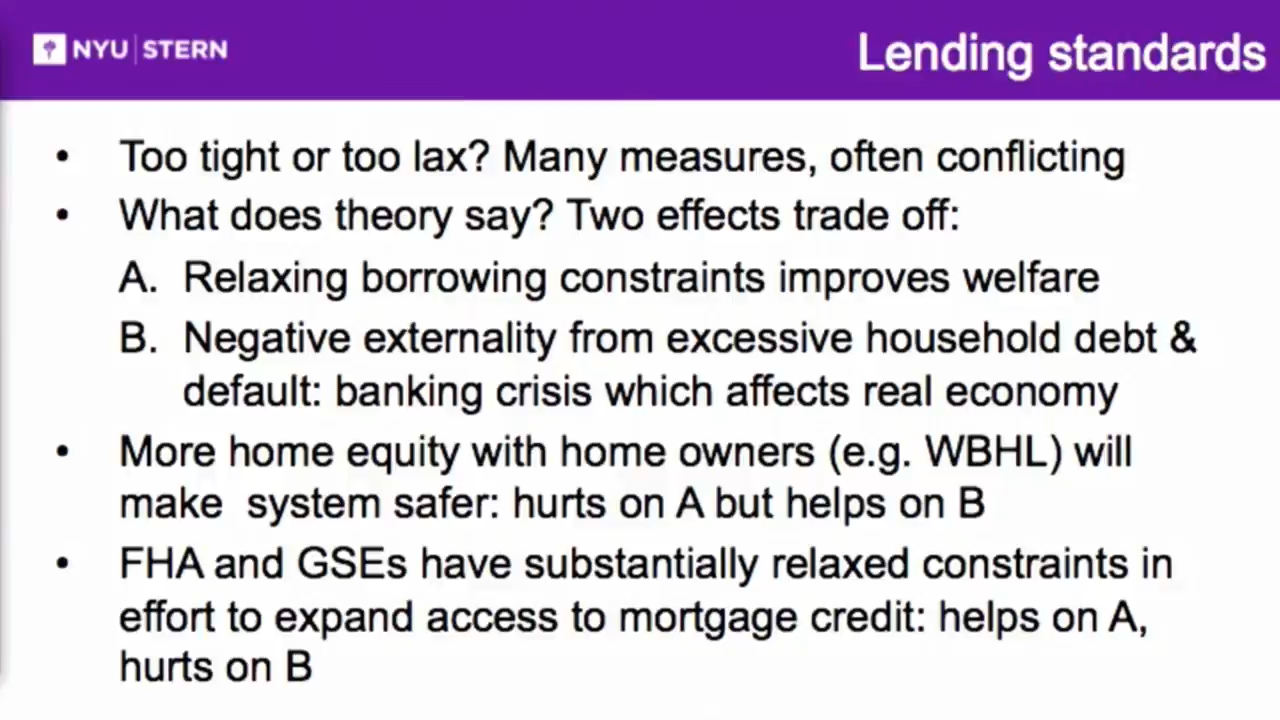 NYU | STERN
Lending standards
• Too tight or too lax? Many measures, often conflicting
• What does theory say? Two effects trade off:
A. Relaxing borrowing constraints improves welfare
B. Negative externality from excessive household debt &
default: banking crisis which affects real economy
• More home equity with home owners (e.g. WBHL) will
make system safer: hurts on A but helps on B
• FHA and GSEs have substantially relaxed constraints in
effort to expand access to mortgage credit: helps on A,
hurts on B